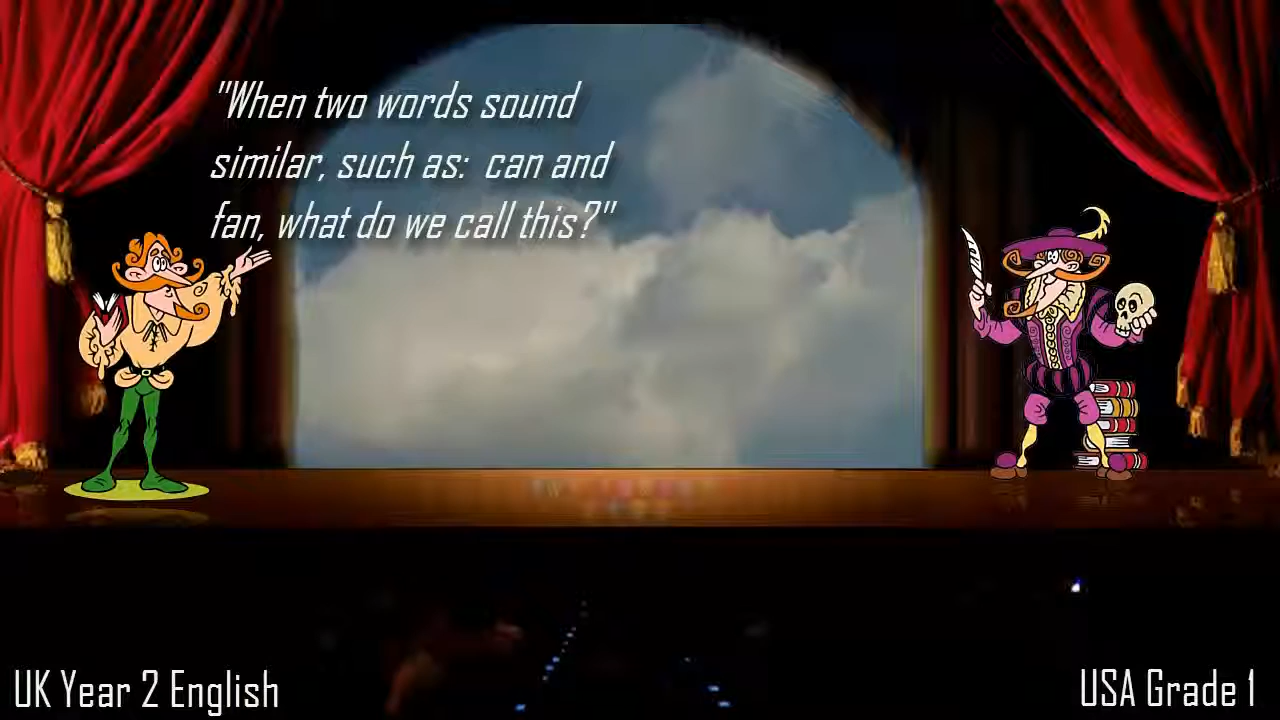 "When two words sound
similar, such as: can and
fan, what do we call this?"
UK Year 2 English
USA Grade 1